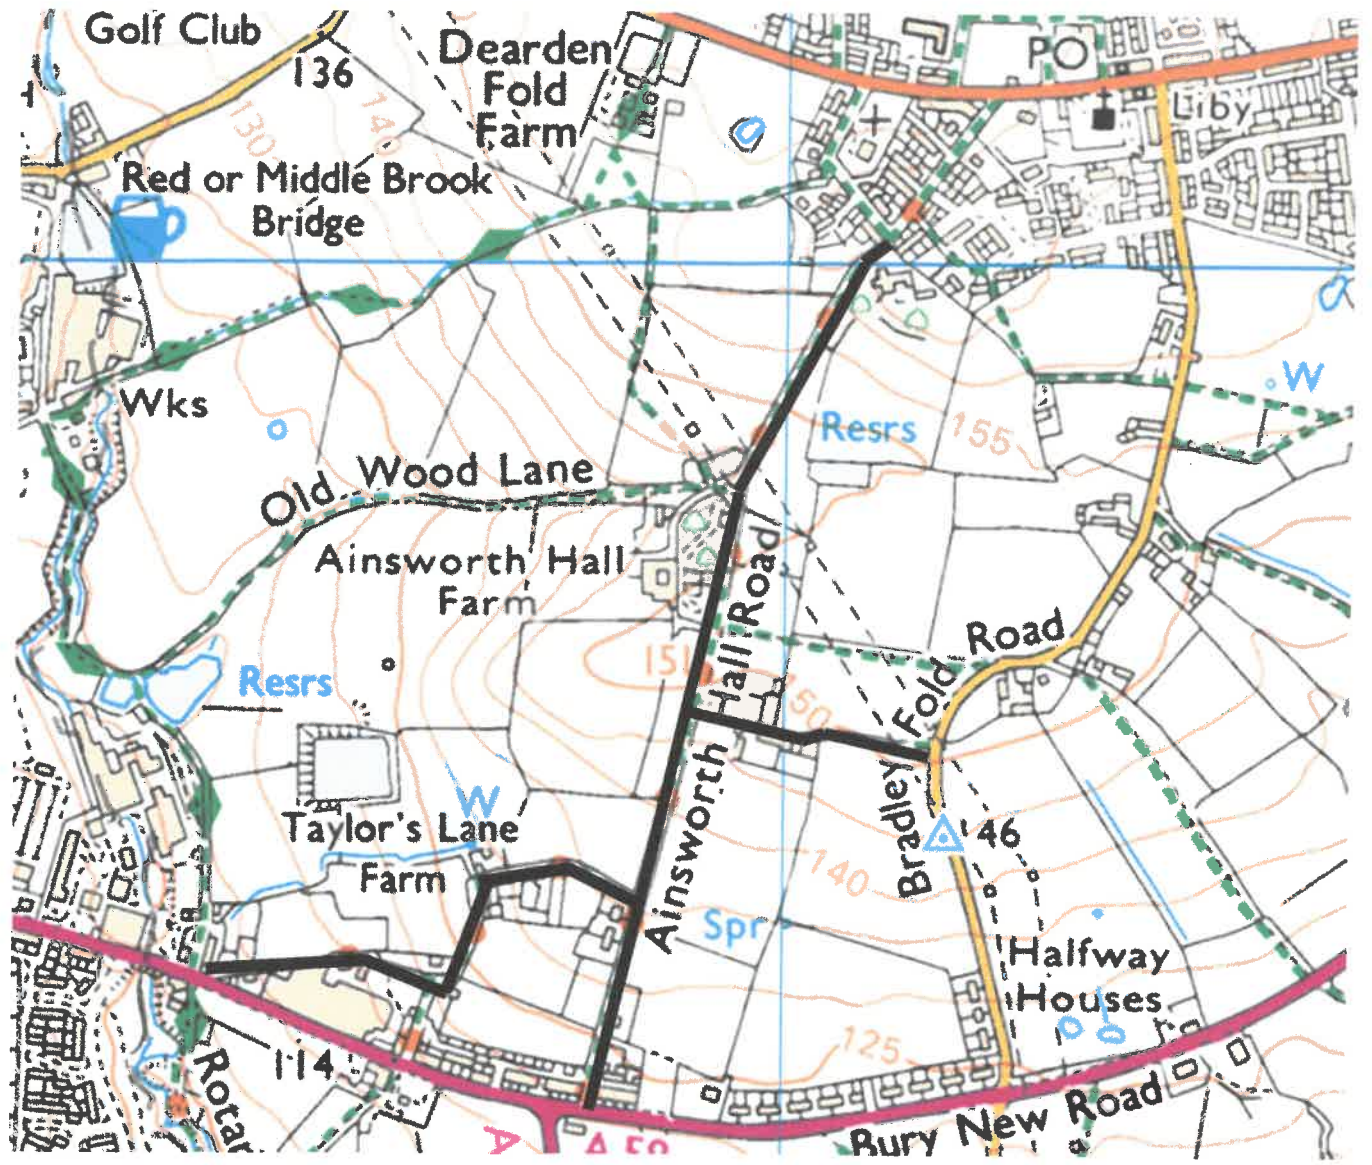 Golf Club
136
Dearden
Fold
Farm
PO
Liby
130
140
Red or Middle Brook
Bridge
Wks
W
Resrs
155
Old Wood Lane
Ainsworth Hall
Farm
Hall Road
Road
151
Fold
Resrs
150
Ainsworth
Bradley
W
Taylor's Lane
Farm
146
140
Spr
Halfway
Houses
125
114
Rotar
Bury New Road
A
A 58